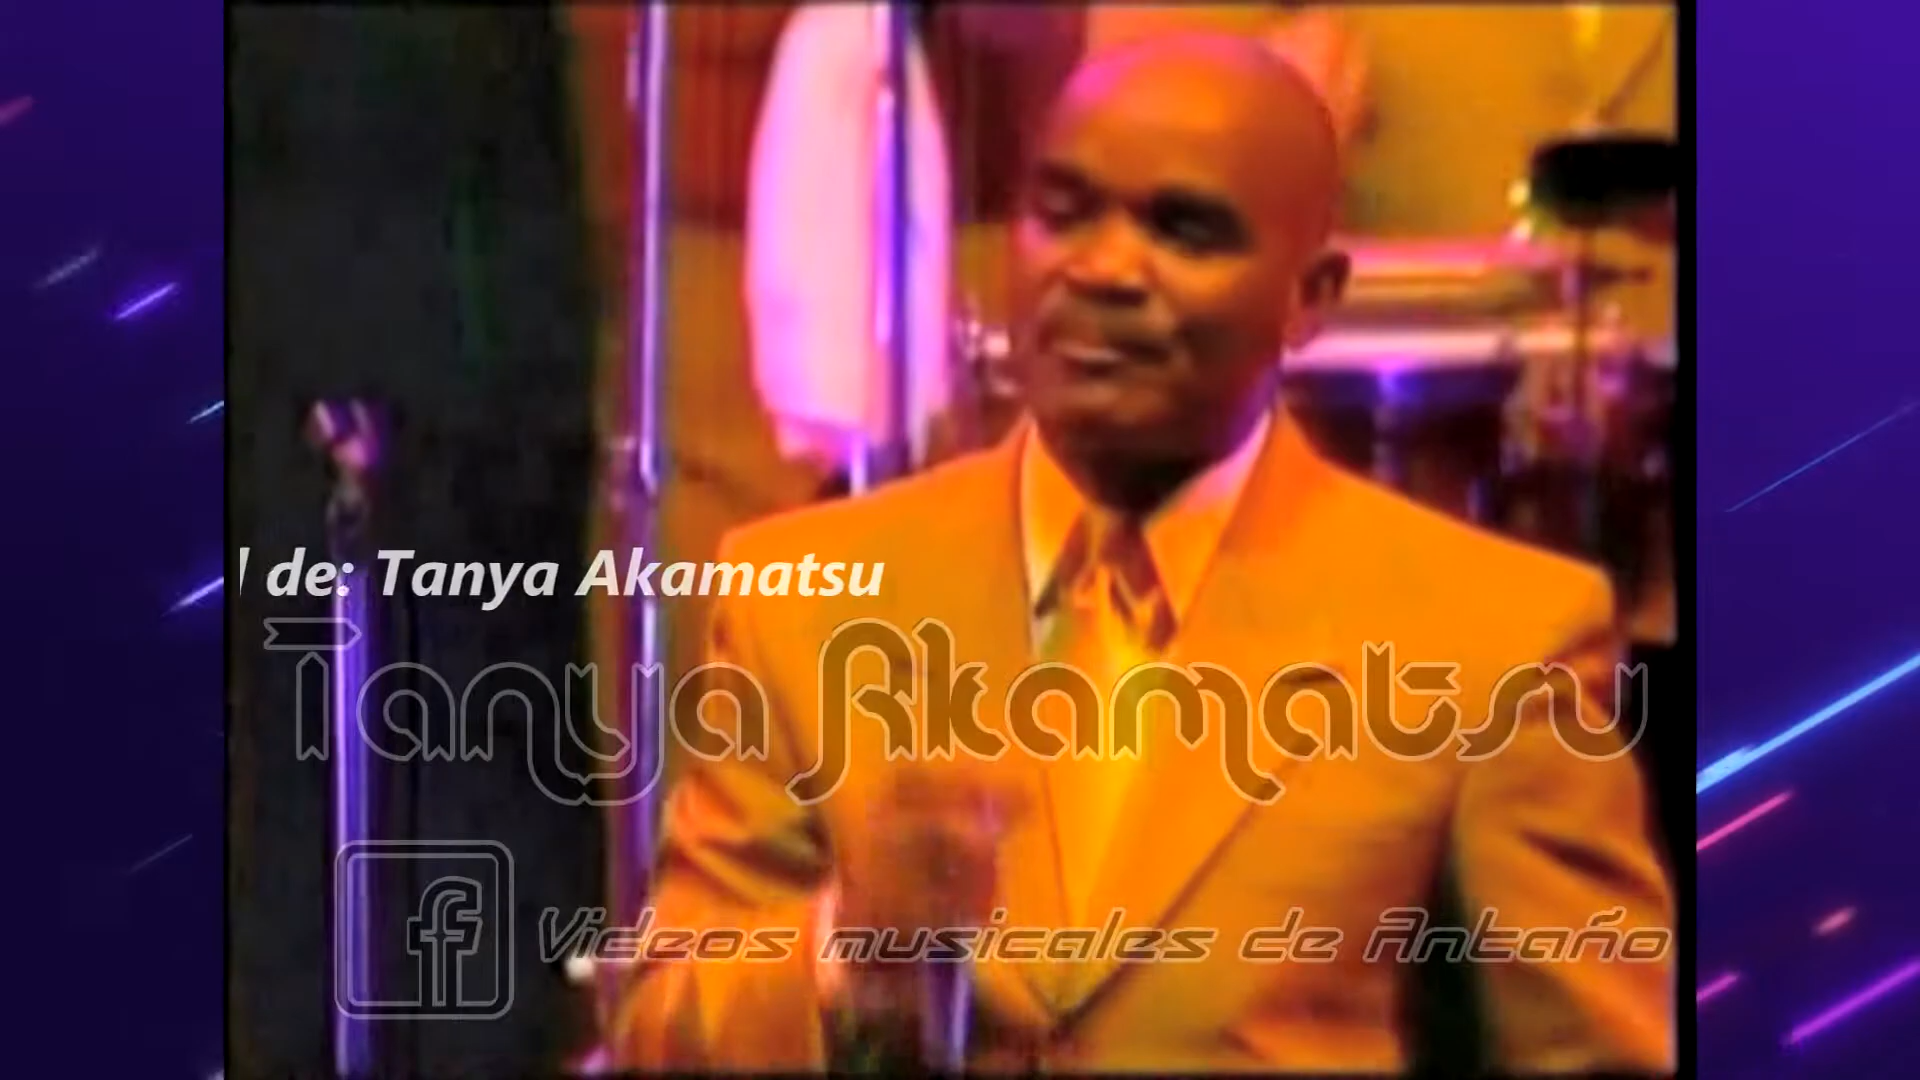 de: Tanya Akamatsu
Tanya Akamatsu
f Videos musicales de Antaño